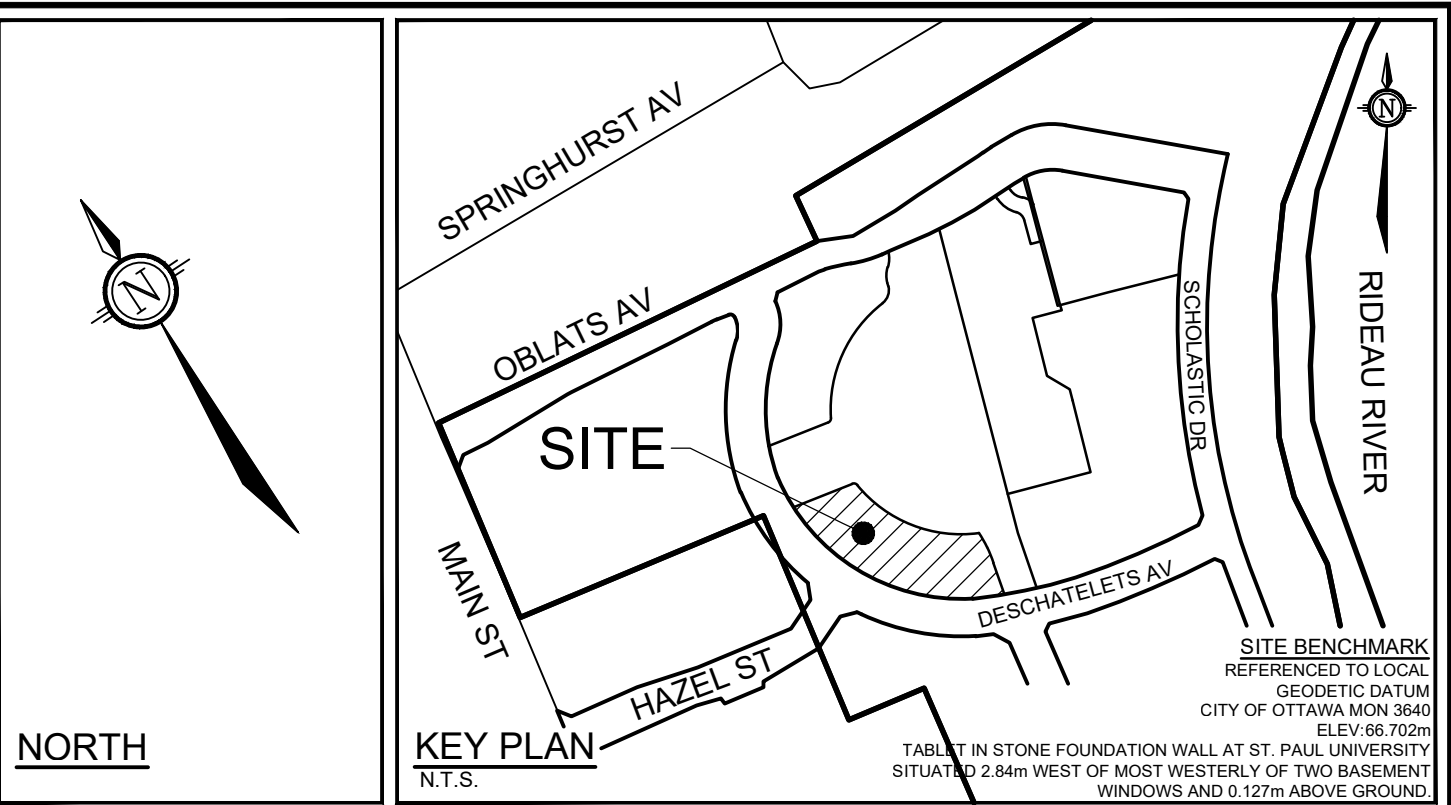 N
NORTH
SPRINGHURST AV
N
OBLATS AV
SCHOLASTIC DR
RIDEAU RIVER
SITE
MAIN ST
DESCHATELETS AV
HAZEL ST
KEY PLAN
N.T.S.
SITE BENCHMARK
REFERENCED TO LOCAL
GEODETIC DATUM
CITY OF OTTAWA MON 3640
ELEV:66.702m
TABLET IN STONE FOUNDATION WALL AT ST. PAUL UNIVERSITY
SITUATED 2.84m WEST OF MOST WESTERLY OF TWO BASEMENT
WINDOWS AND 0.127m ABOVE GROUND.